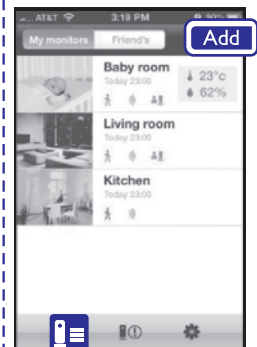 AT&T 3:19 PM 90%
My monitors Friend's Add
Baby room
Today 23:00
23°c
62%
Living room
Today 23:00
Kitchen
Today 23:00